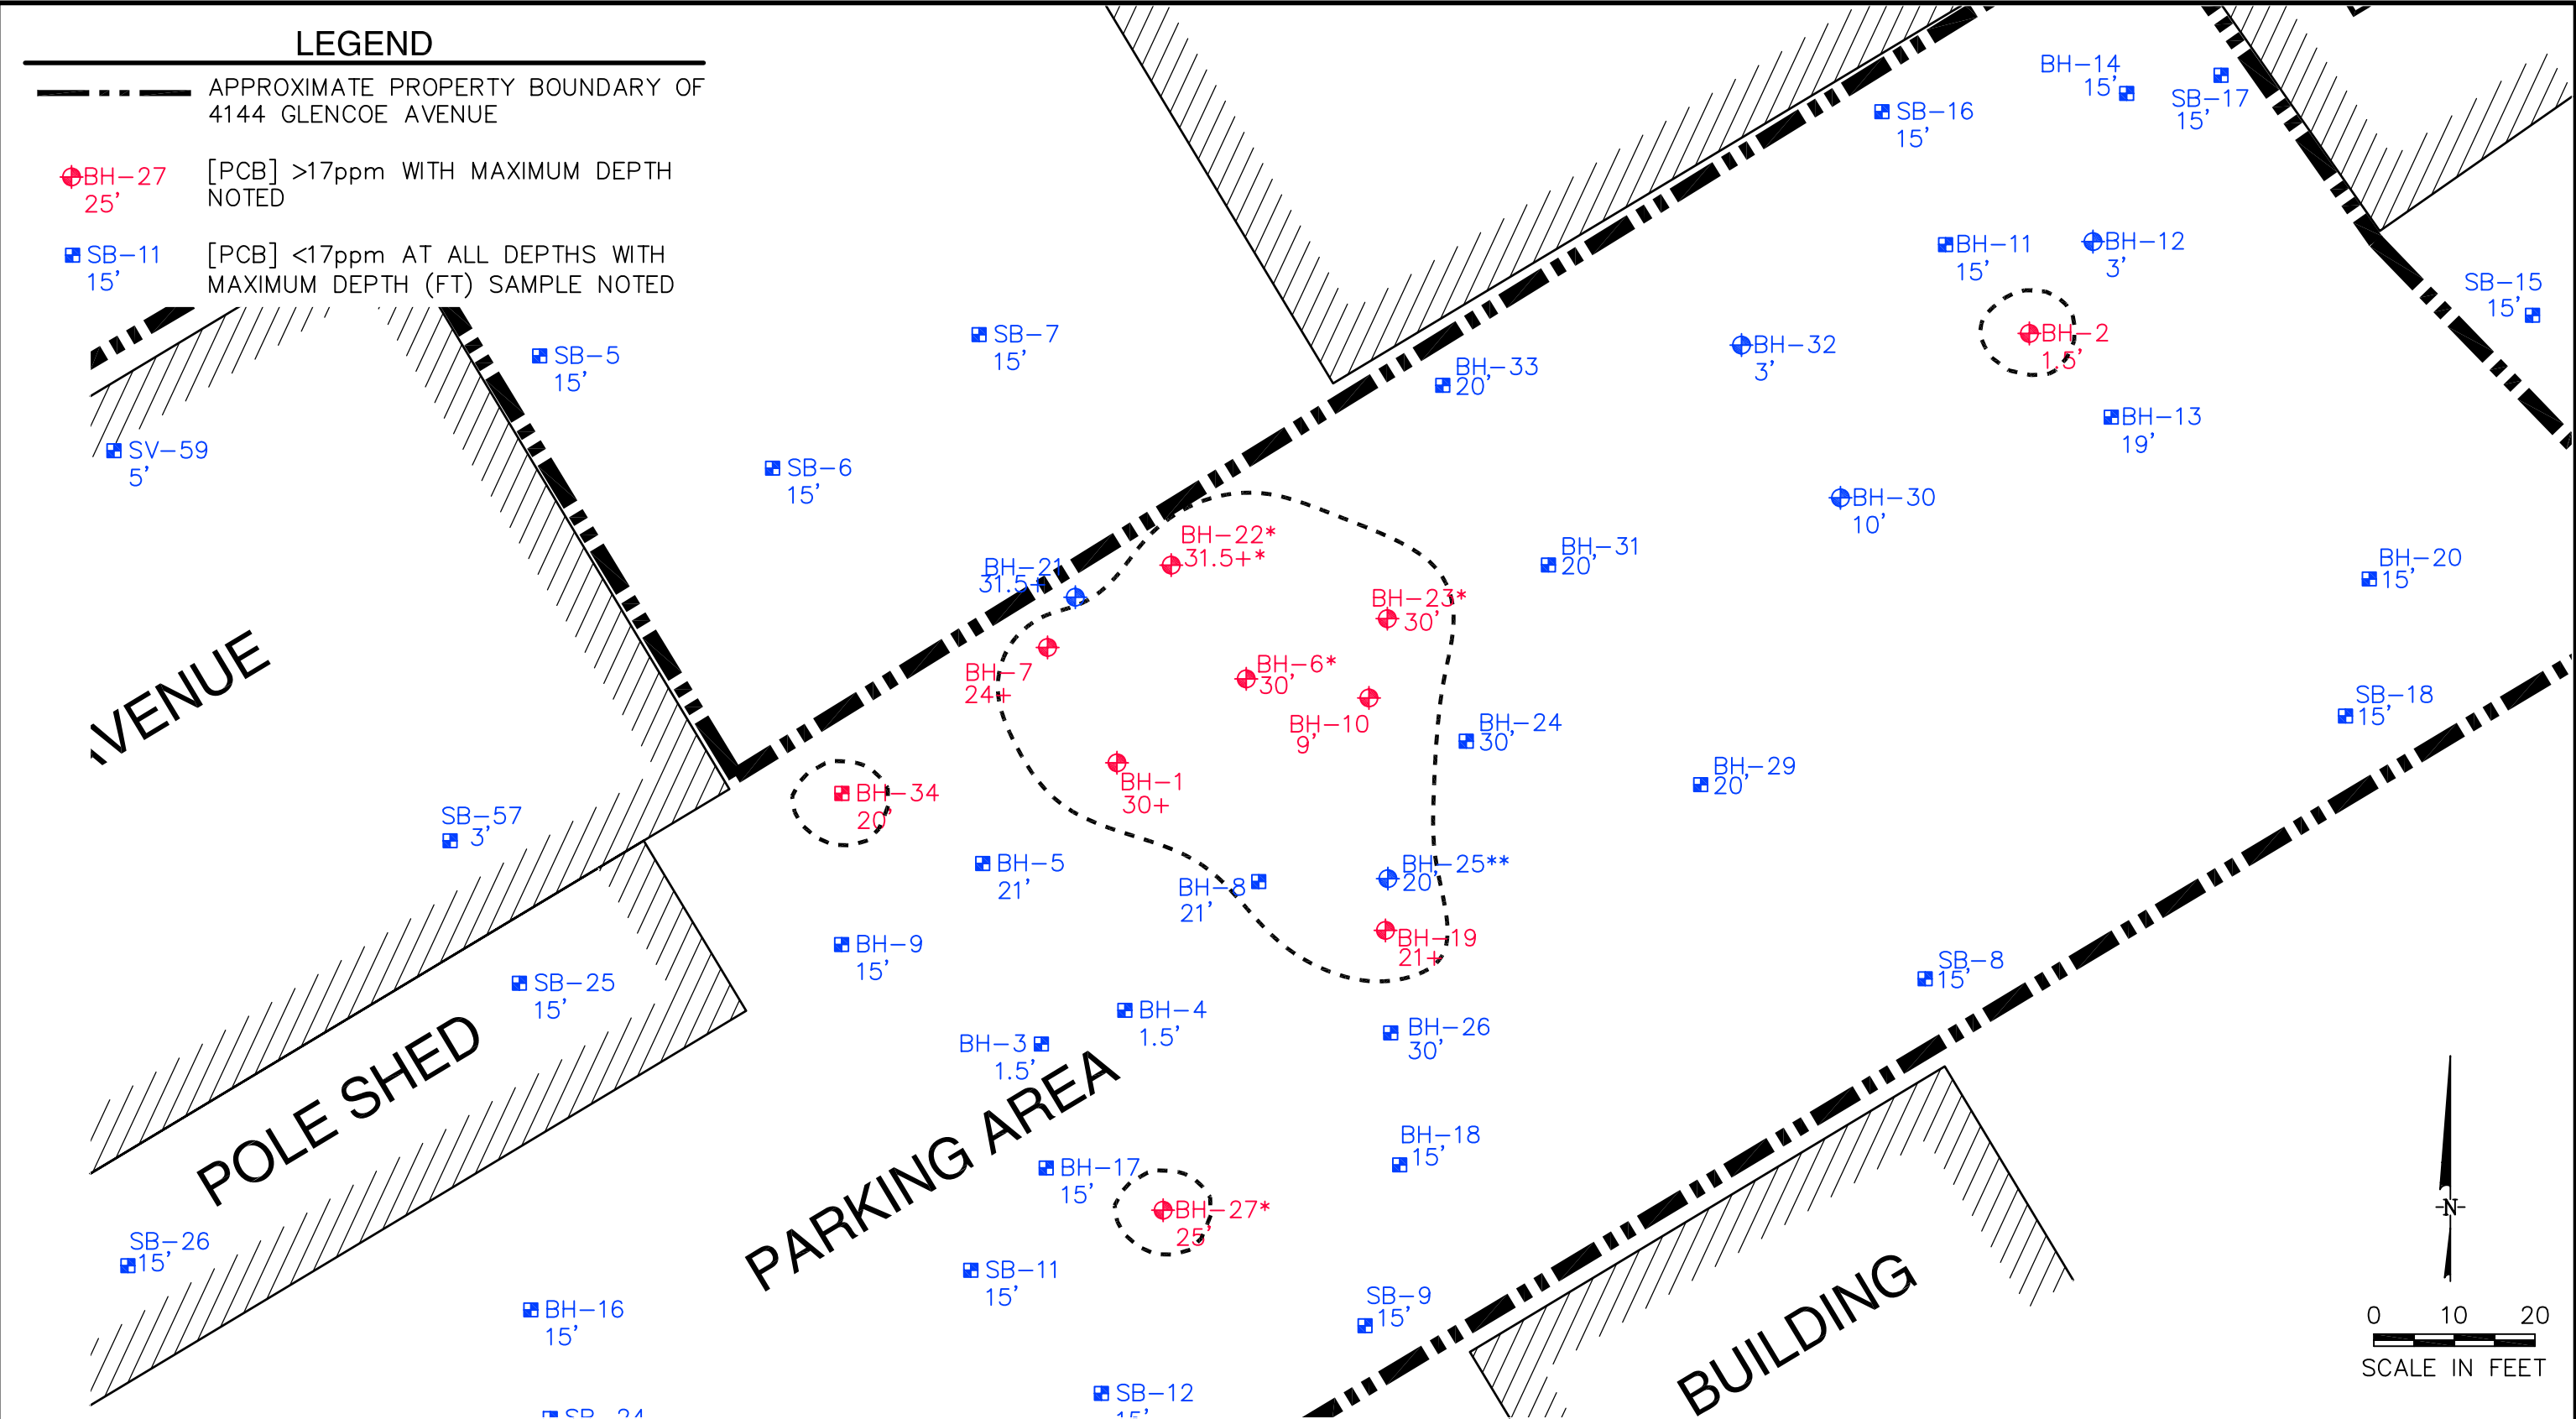 LEGEND
APPROXIMATE PROPERTY BOUNDARY OF
4144 GLENCOE AVENUE
BH-27
25'
[PCB] >17ppm WITH MAXIMUM DEPTH
NOTED
SB-11
15'
[PCB] <17ppm AT ALL DEPTHS WITH
MAXIMUM DEPTH (FT) SAMPLE NOTED
BH-14
15'
SB-17
15'
SB-16
15'
BH-11
15'
BH-12
3'
SB-15
15'
SB-5
15'
SB-7
15'
BH-33
20'
BH-32
3'
BH-2
1.5'
SV-59
5'
SB-6
15'
BH-13
19'
BH-30
10'
BH-22*
31.5+*
BH-21
31.5+
BH-31
20'
BH-20
15'
BH-23*
30'
BH-7
24+
BH-6*
30'
BH-10
9'
BH-24
30'
SB-18
15'
VENUE
BH-1
30+
BH-29
20'
BH-34
20'
SB-57
3'
BH-5
21'
BH-8
21'
BH-25**
20'
BH-9
15'
BH-19
21+
SB-8
15'
SB-25
15'
POLE SHED
BH-4
1.5'
BH-3
1.5'
BH-26
30'
PARKING AREA
BH-18
15'
BH-17
15'
BH-27*
25'
SB-26
15'
SB-11
15'
BH-16
15'
SB-9
15'
BUILDING
SB-12
15'
SB-24
N
0 10 20
SCALE IN FEET